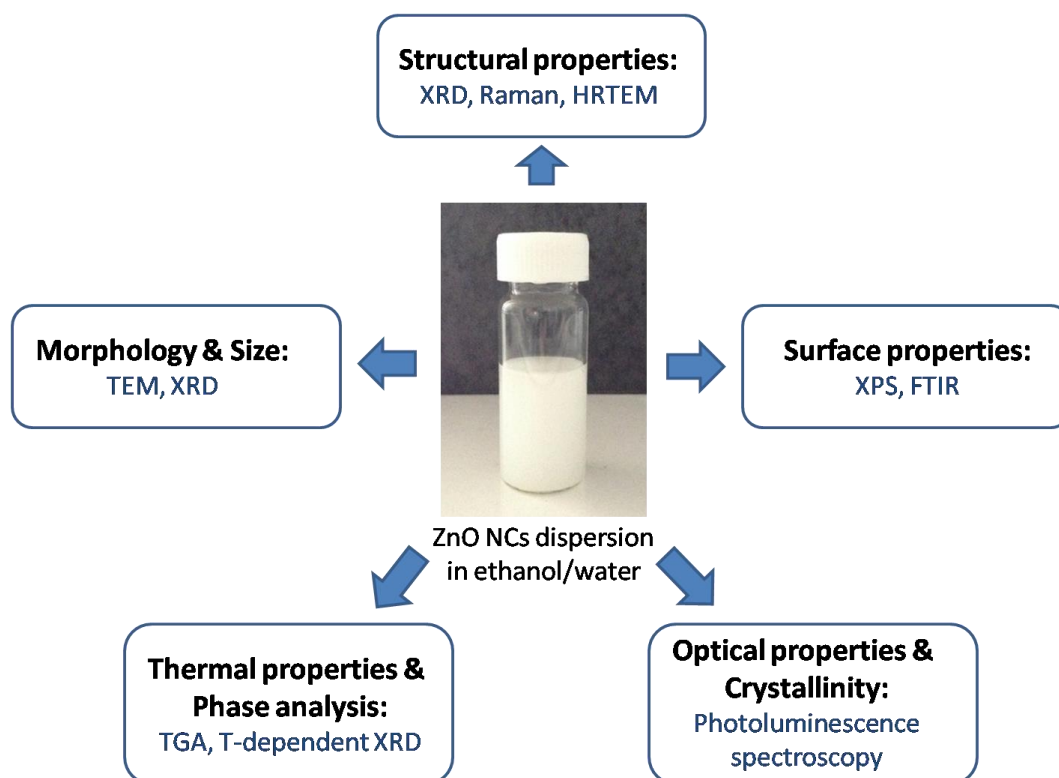 Structural properties:
XRD, Raman, HRTEM
Morphology & Size:
TEM, XRD
Surface properties:
XPS, FTIR
ZnO NCs dispersion
in ethanol/water
Thermal properties &
Phase analysis:
TGA, T-dependent XRD
Optical properties &
Crystallinity:
Photoluminescence
spectroscopy